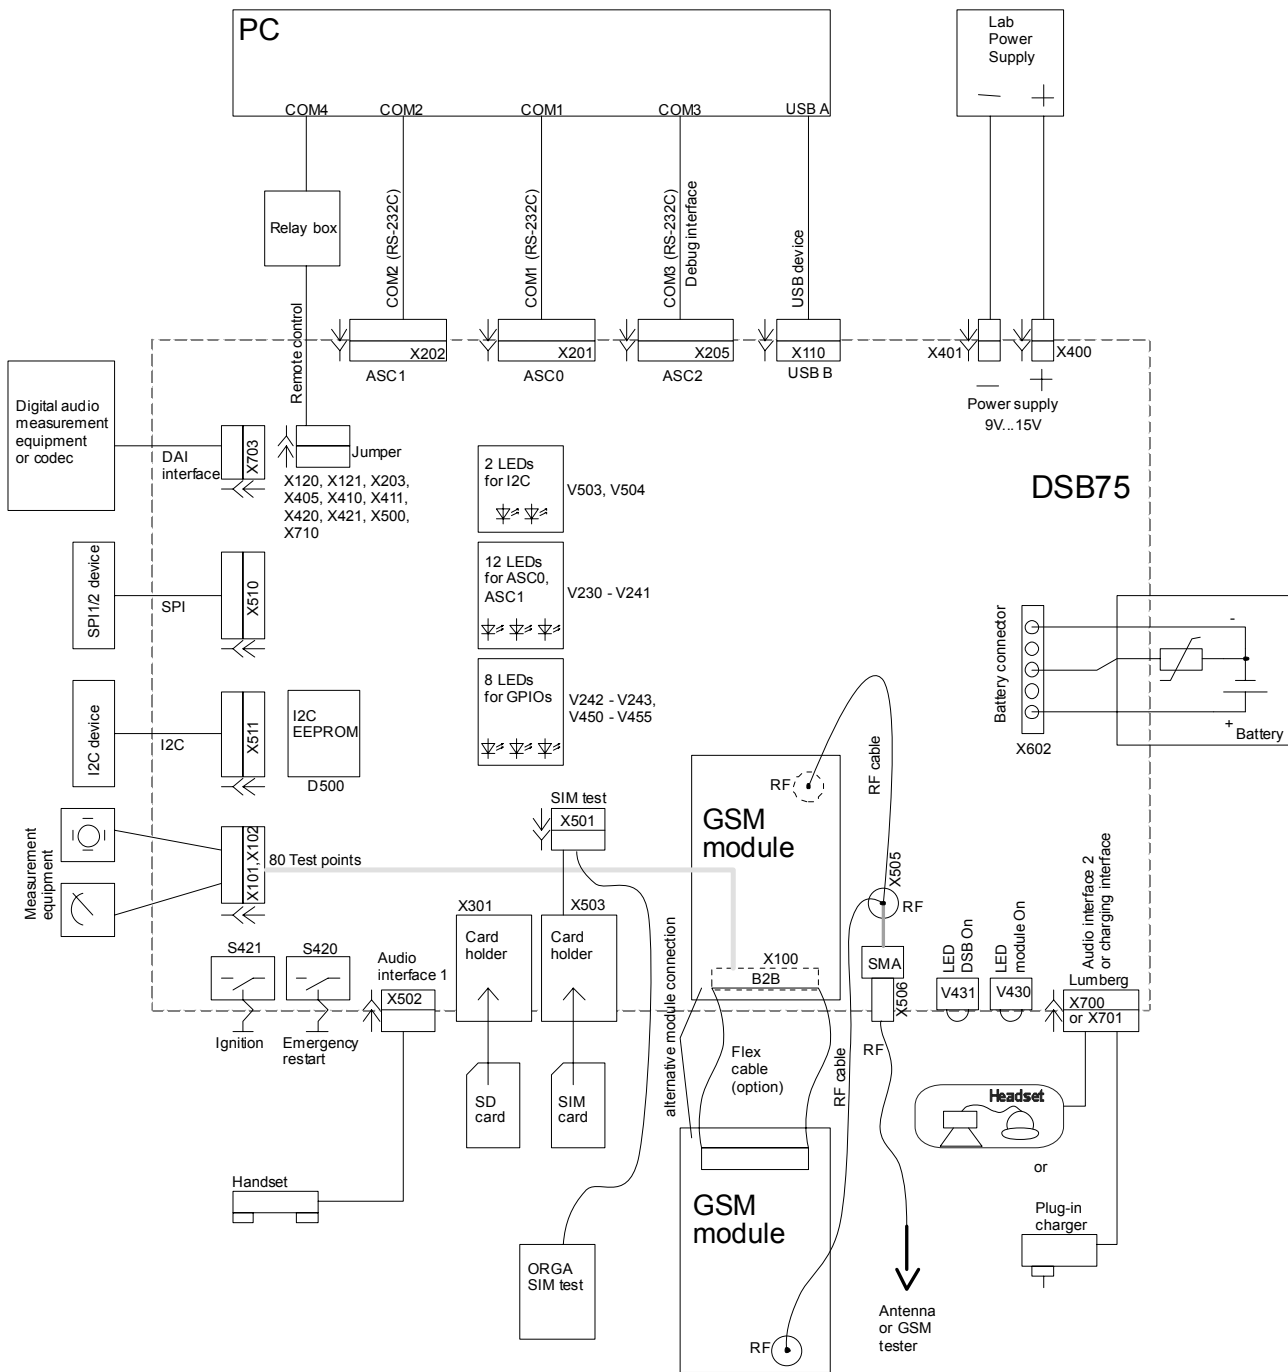 PC
Lab
Power
Supply
COM4
COM2
COM1
COM3
USB A
Relay box
Remote control
COM2 (RS-232C)
COM1 (RS-232C)
COM3 (RS-232C)
Debug interface
USB device
X202
X201
X205
X110
X401
X400
ASC1
ASC0
ASC2
USB B
Power supply
9V...15V
Digital audio
measurement
equipment
or codec
DAI
interface
X703
Jumper
X120, X121, X203,
X405, X410, X411,
X420, X421, X500,
X710
2 LEDs
for I2C
V503, V504
DSB75
SPI1/2 device
SPI
X510
12 LEDs
for ASC0,
ASC1
V230 - V241
Battery connector
X602
-
+
Battery
8 LEDs
for GPIOs
V242 - V243,
V450 - V455
I2C device
I2C
X511
I2C
EEPROM
D500
SIM test
X501
RF
RF cable
GSM
module
Measurement
equipment
X101, X102
80 Test points
X505
RF
X301
Card
holder
X503
Card
holder
X100
B2B
SMA
X506
LED
DSB On
V431
LED
module On
V430
Audio interface 2
or charging interface
Lumberg
X700
or X701
S421
S420
Audio
interface 1
X502
Ignition
Emergency
restart
alternative module connection
Flex
cable
(option)
RF cable
RF
SD
card
SIM
card
Headset
or
Handset
GSM
module
Plug-in
charger
ORGA
SIM test
RF
Antenna
or GSM
tester